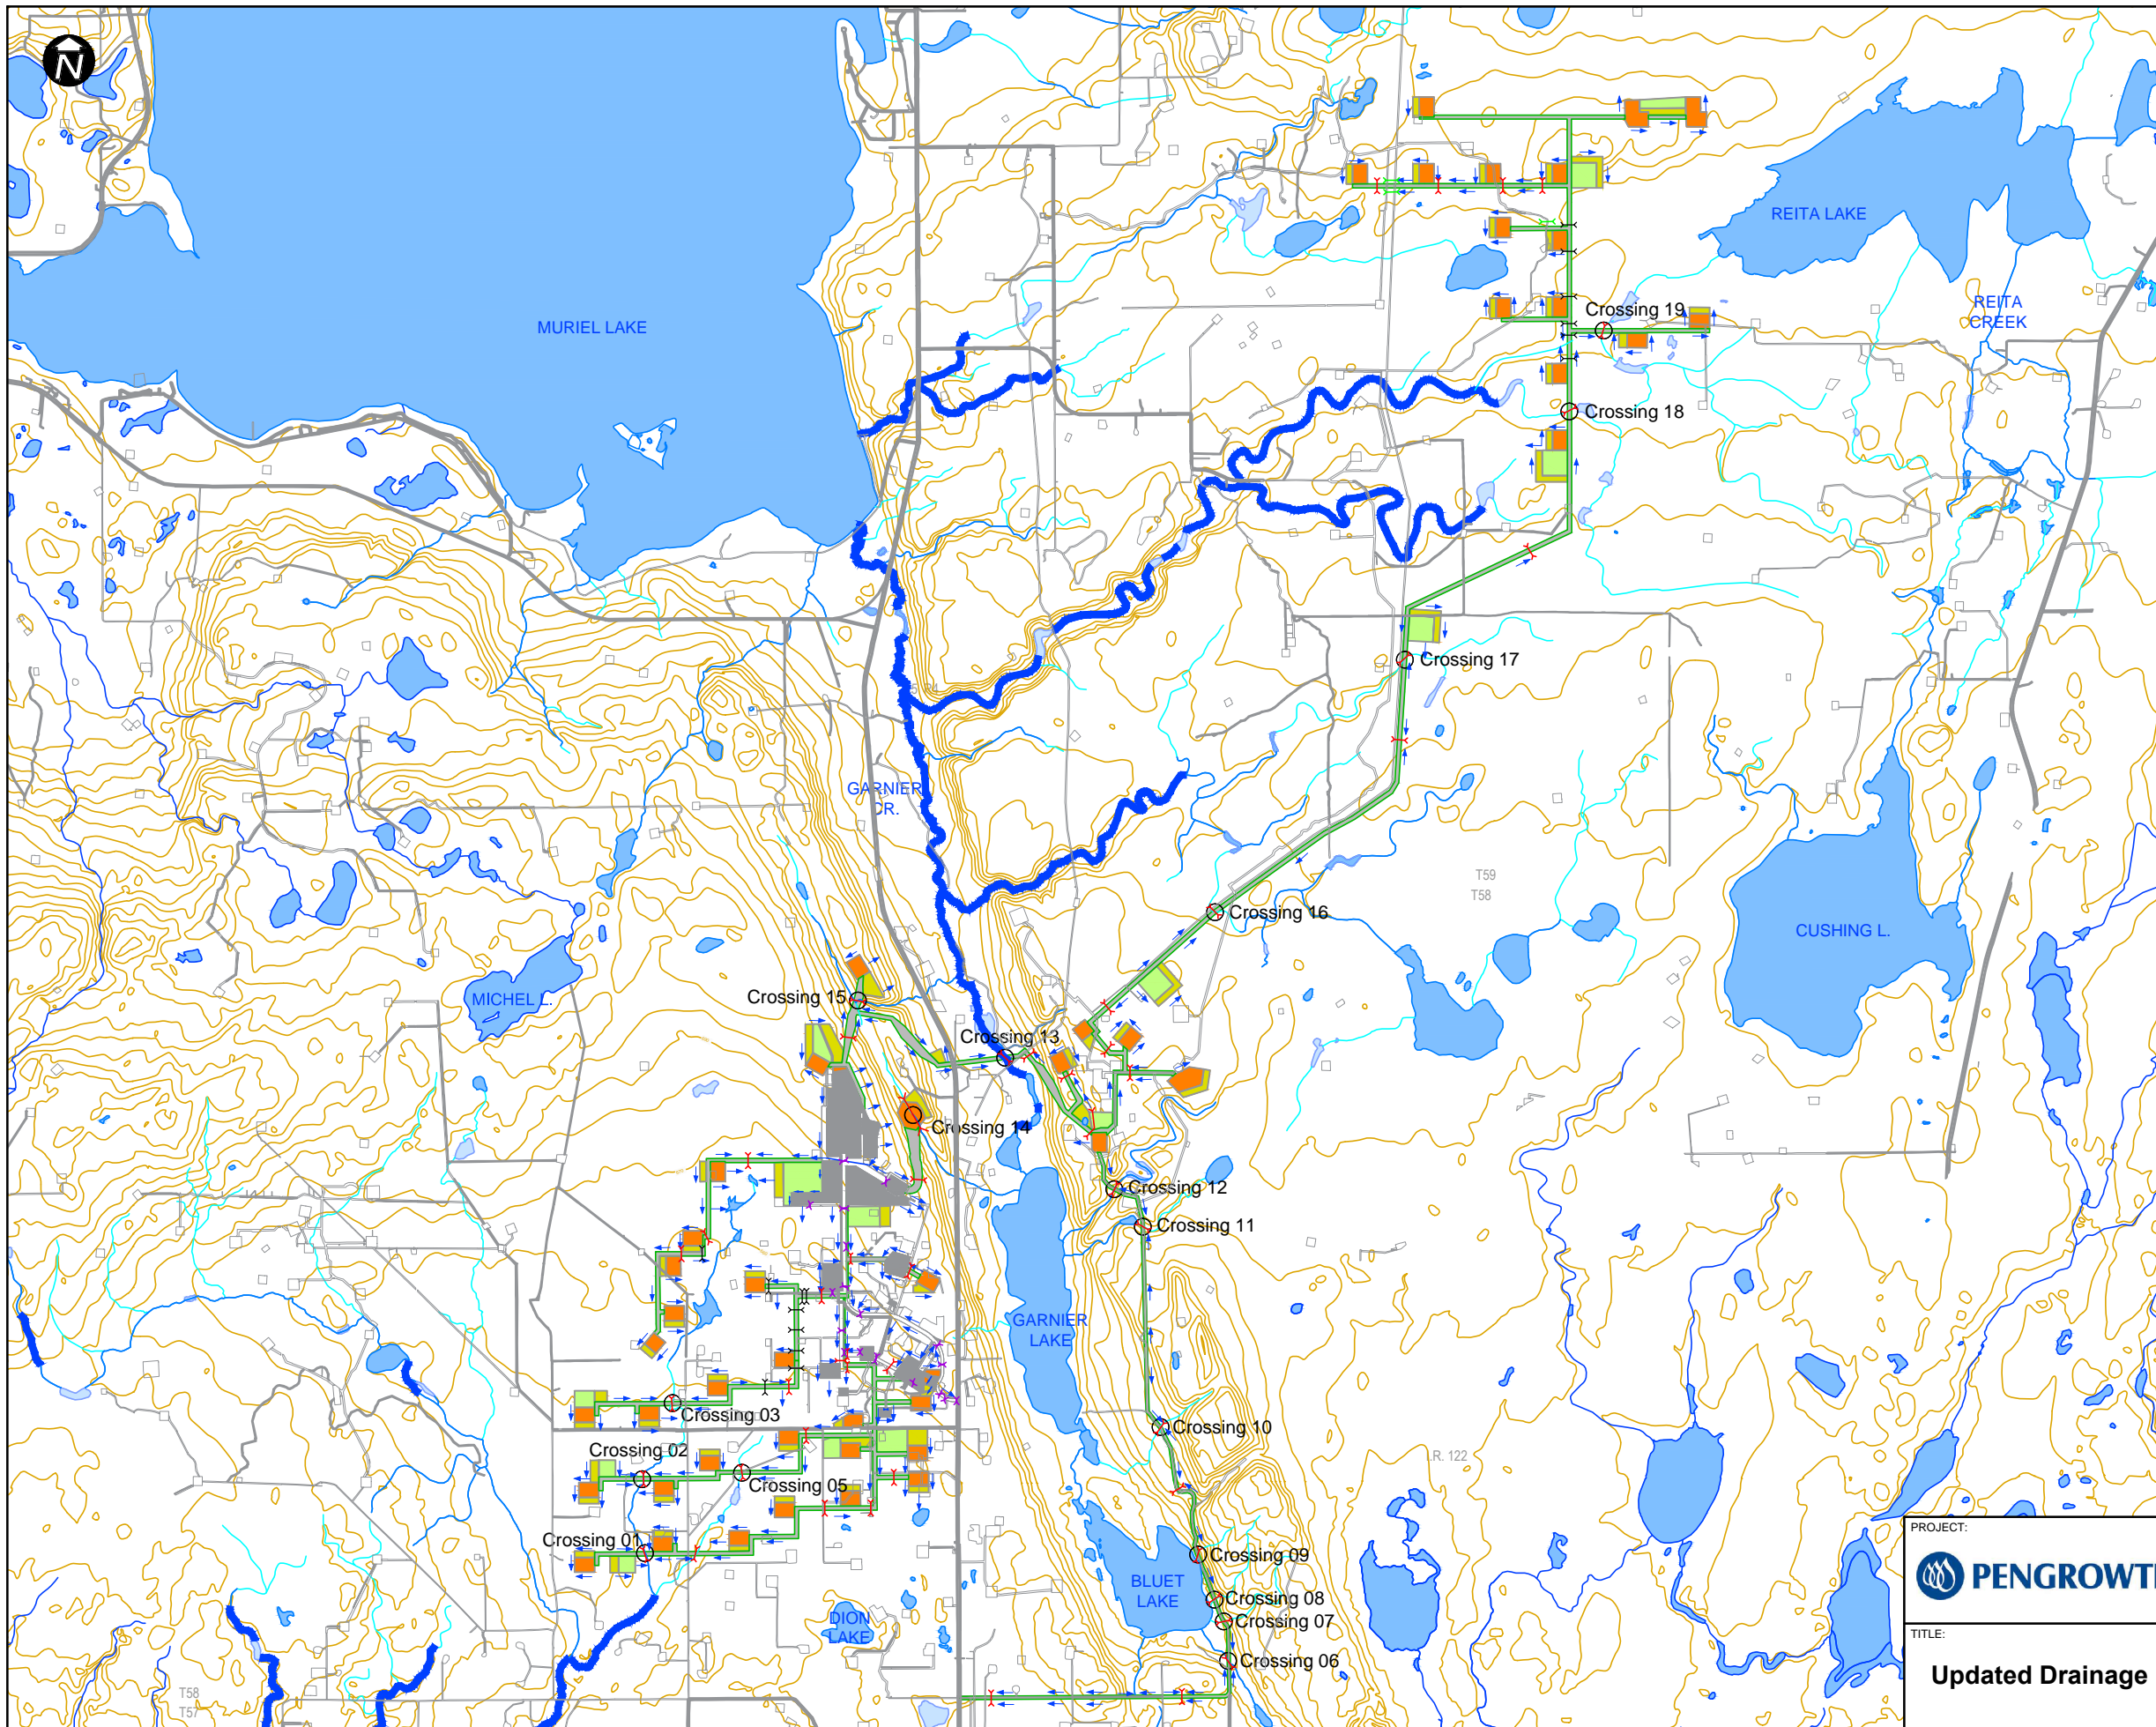 N
REITA LAKE
MURIEL LAKE
Crossing 19
REITA
CREEK
Crossing 18
Crossing 17
GARNIER
CR.
T59
T58
Crossing 16
CUSHING L.
MICHEL L.
Crossing 15
Crossing 13
Crossing 14
Crossing 12
Crossing 11
GARNIER
LAKE
Crossing 03
Crossing 10
Crossing 02
I.R. 122
Crossing 05
Crossing 01
Crossing 09
BLUET
LAKE
Crossing 08
Crossing 07
DION
LAKE
Crossing 06
T58
T57
PROJECT:
PENGROWTH
TITLE:
Updated Drainage